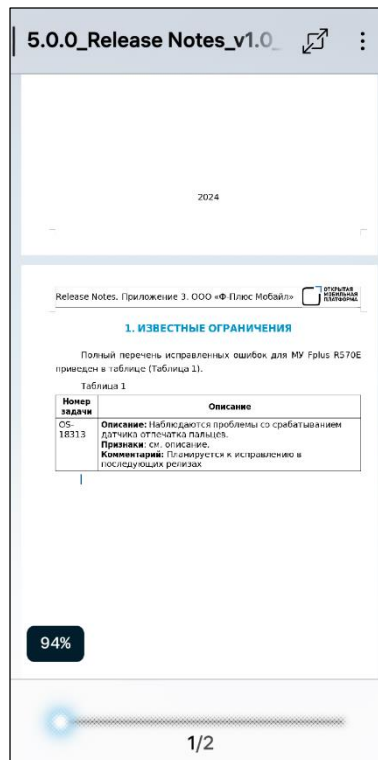 5.0.0_Release Notes_v1.0_
2024
Release Notes. Приложение 3. ООО «Ф-Плюс Мобайл»
ОТКРЫТАЯ
МОБИЛЬНАЯ
ПЛАТФОРМА
1. ИЗВЕСТНЫЕ ОГРАНИЧЕНИЯ
Полный перечень исправленных ошибок для МУ Fplus R570E
приведен в таблице (Таблица 1).
Таблица 1
Номер
задачи
Описание
OS-
18313
Описание: Наблюдаются проблемы со срабатыванием
датчика отпечатка пальцев.
Признаки: см. описание.
Комментарий: Планируется к исправлению в
последующих релизах
94%
1/2